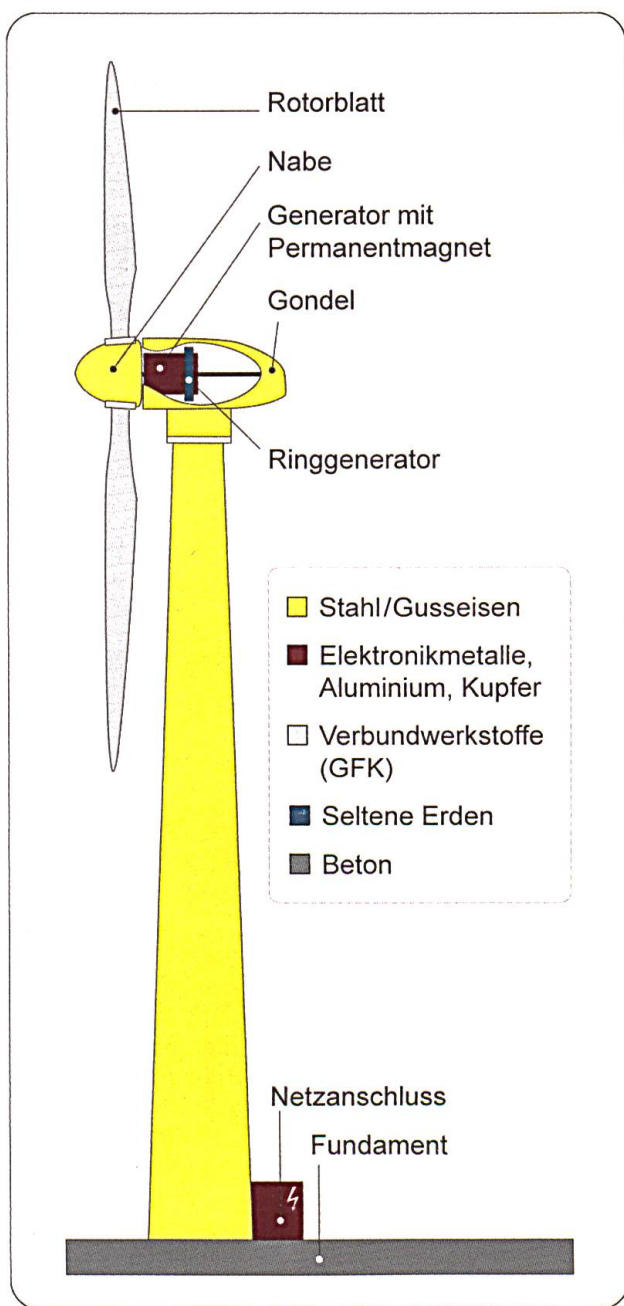 Rotorblatt
Nabe
Generator mit
Permanentmagnet
Gondel
Ringgenerator
Stahl/Gusseisen
Elektronikmetalle,
Aluminium, Kupfer
Verbundwerkstoffe
(GFK)
Seltene Erden
Beton
Netzanschluss
Fundament